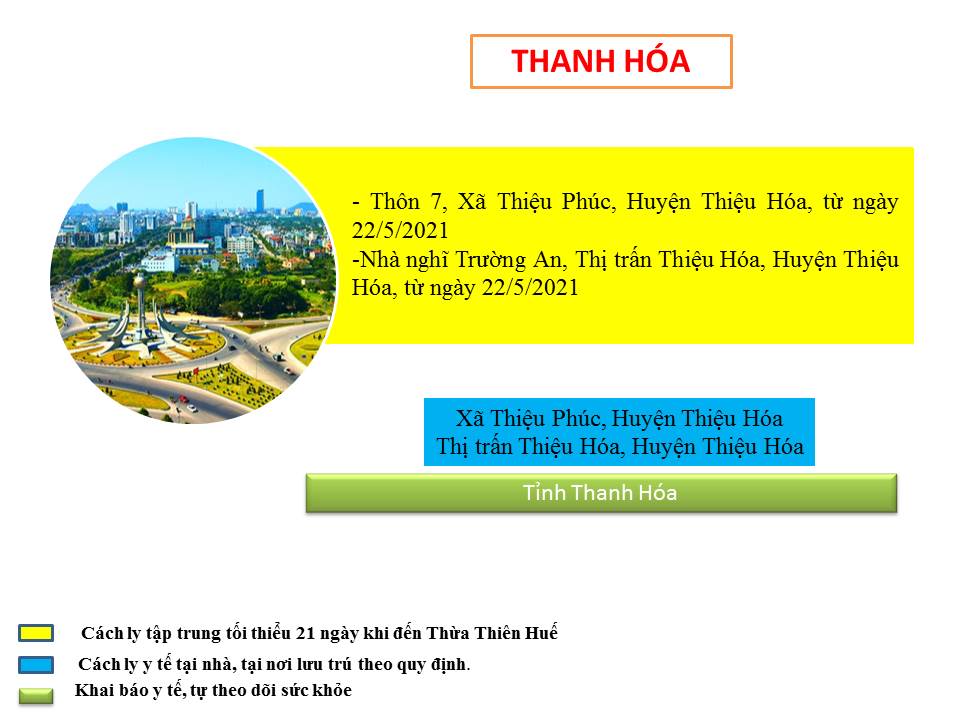 THANH HÓA
- Thôn 7, Xã Thiệu Phúc, Huyện Thiệu Hóa, từ ngày
22/5/2021
-Nhà nghĩ Trường An, Thị trấn Thiệu Hóa, Huyện Thiệu
Hóa, từ ngày 22/5/2021
Xã Thiệu Phúc, Huyện Thiệu Hóa
Thị trấn Thiệu Hóa, Huyện Thiệu Hóa
Tỉnh Thanh Hóa
Cách ly tập trung tối thiểu 21 ngày khi đến Thừa Thiên Huế
Cách ly y tế tại nhà, tại nơi lưu trú theo quy định.
Khai báo y tế, tự theo dõi sức khỏe